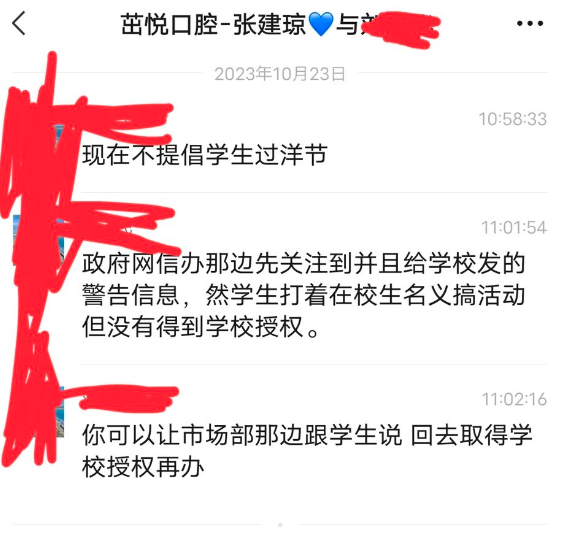 茁悦口腔-张建琼💙与
2023年10月23日
10:58:33
现在不提倡学生过洋节
11:01:54
政府网信办那边先关注到并且给学校发的
警告信息，然学生打着在校生名义搞活动
但没有得到学校授权。
11:02:16
你可以让市场部那边跟学生说 回去取得学
校授权再办